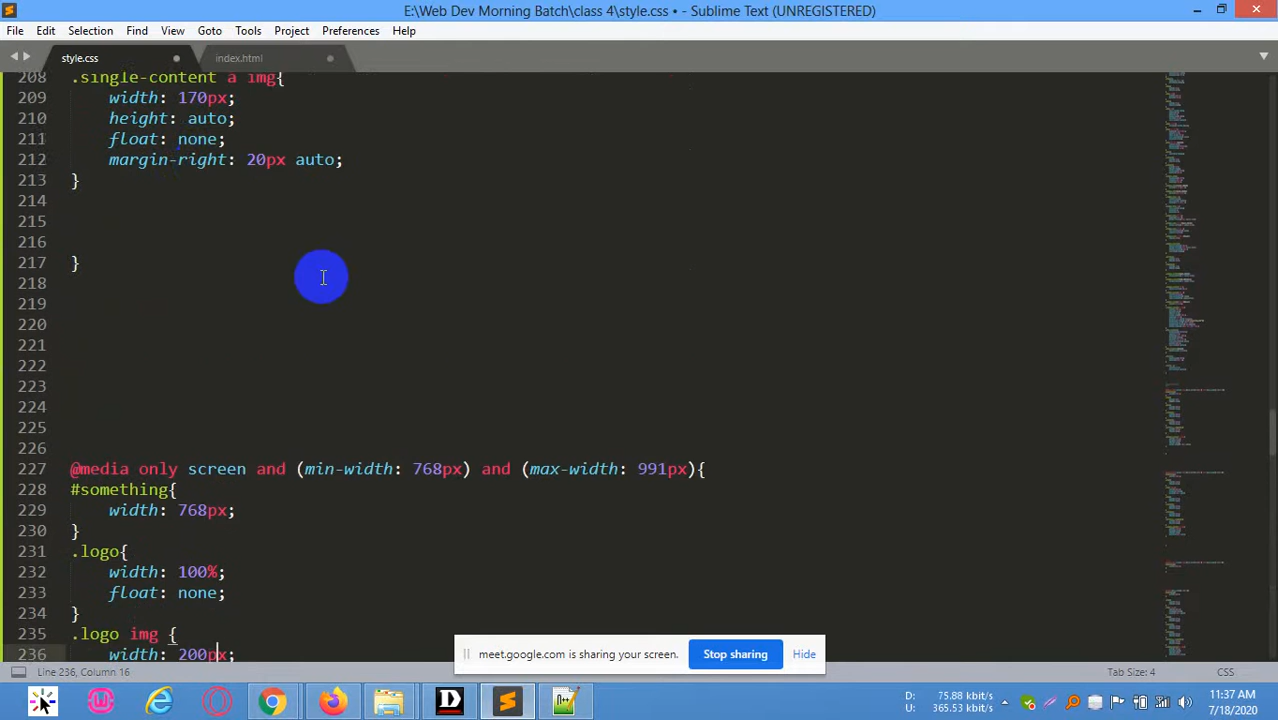 E:\Web Dev Morning Batch\class 4\style.css • - Sublime Text (UNREGISTERED)
File Edit Selection Find View Goto Tools Project Preferences Help
style.css index.html
208 .single-content a img{
209 width: 170px;
210 height: auto;
211 float: none;
212 margin-right: 20px auto;
213 }
214
215
216
217 }
218
219
220
221
222
223
224
225
226
227 @media only screen and (min-width: 768px) and (max-width: 991px){
228 #something{
229 width: 768px;
230 }
231 .logo{
232 width: 100%;
233 float: none;
234 }
235 .logo img {
236 width: 200px;
meet.google.com is sharing your screen. Stop sharing Hide
Line 236, Column 16 Tab Size: 4 CSS
D: 75.88 kbit/s
U: 365.53 kbit/s
11:37 AM
7/18/2020